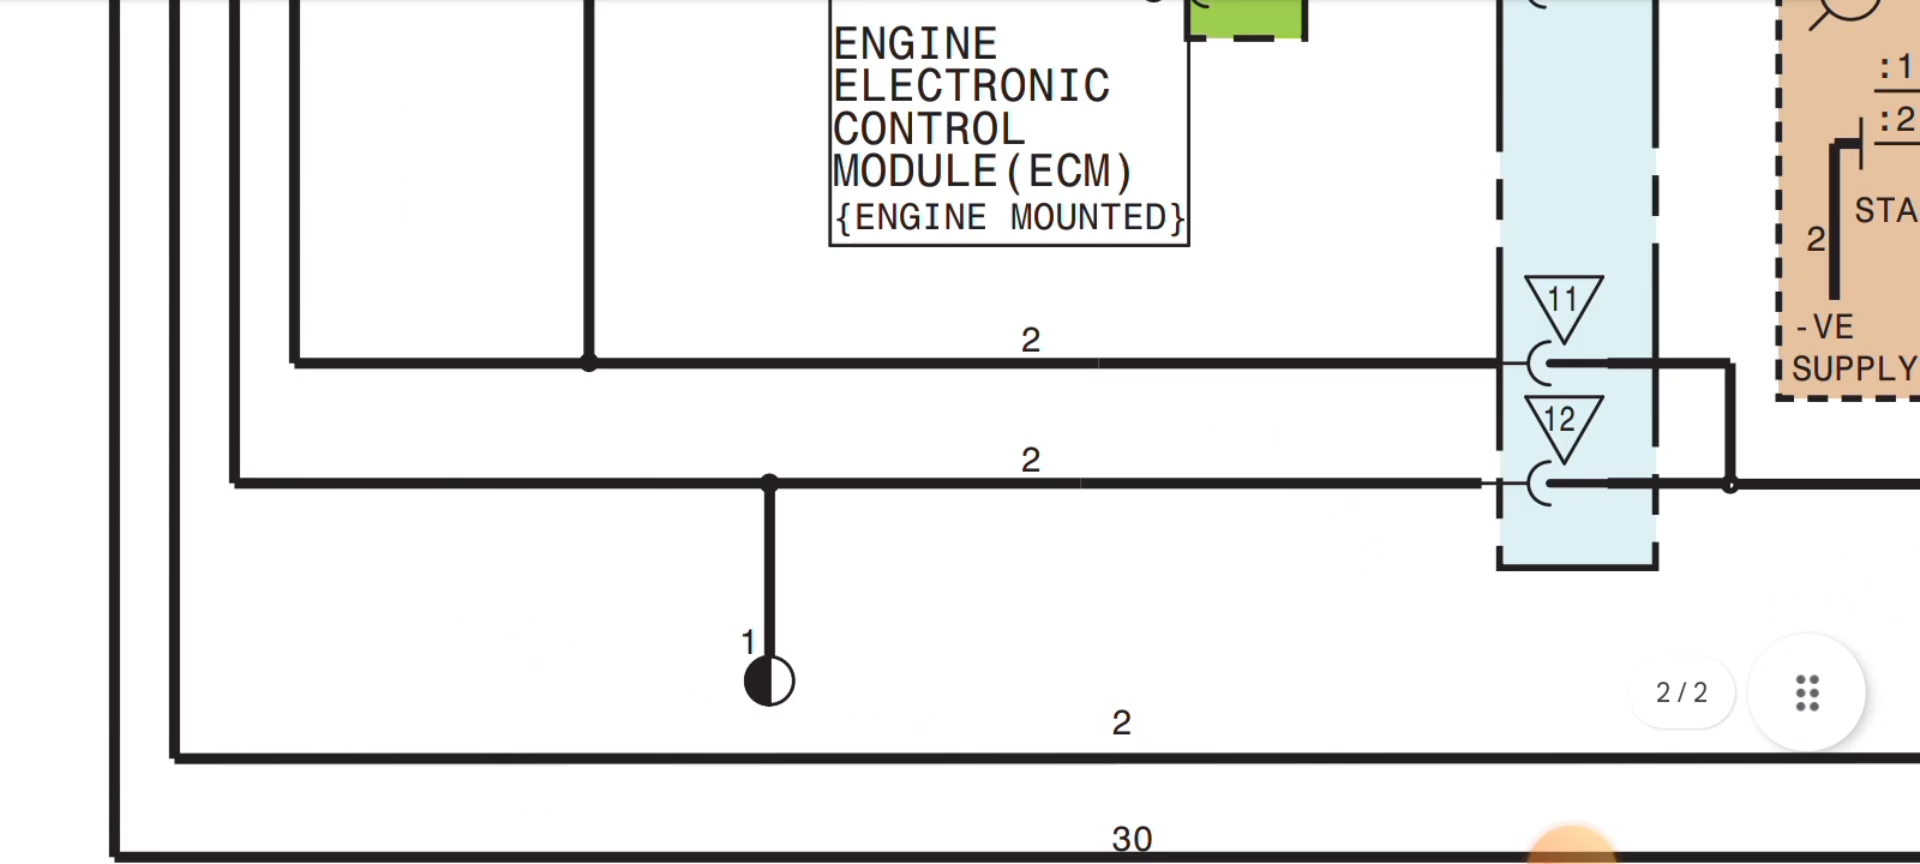 ENGINE
ELECTRONIC
CONTROL
MODULE(ECM)
{ENGINE MOUNTED}
:1
:2
STA
2
-VE
SUPPLY
11
2
12
2
1
2
2 / 2
30